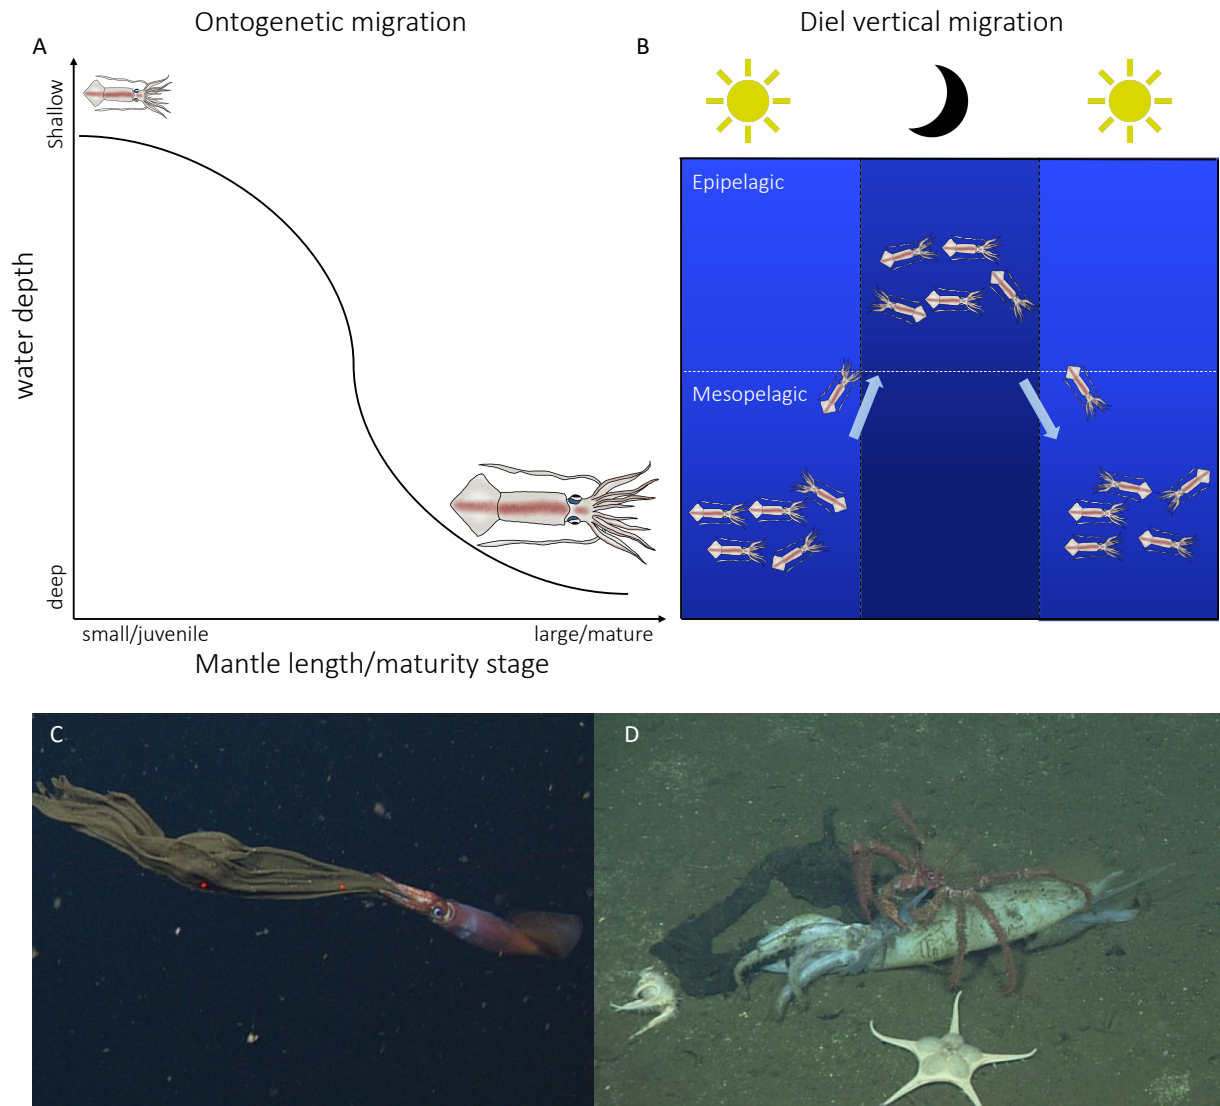 Ontogenetic migration
Diel vertical migration
A
B
Shallow
water depth
deep
small/juvenile
large/mature
Mantle length/maturity stage
Epipelagic
Mesopelagic
C
D